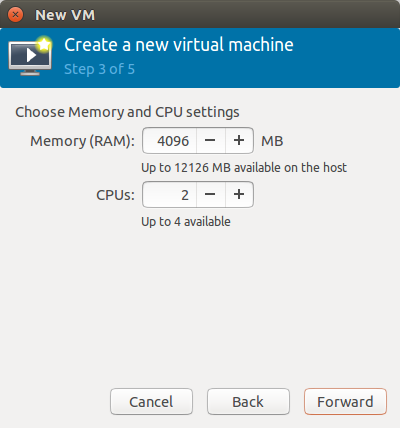 New VM
Create a new virtual machine
Step 3 of 5
Choose Memory and CPU settings
Memory (RAM): 4096 − + MB
Up to 12126 MB available on the host
CPUs: 2 − +
Up to 4 available
Cancel Back Forward